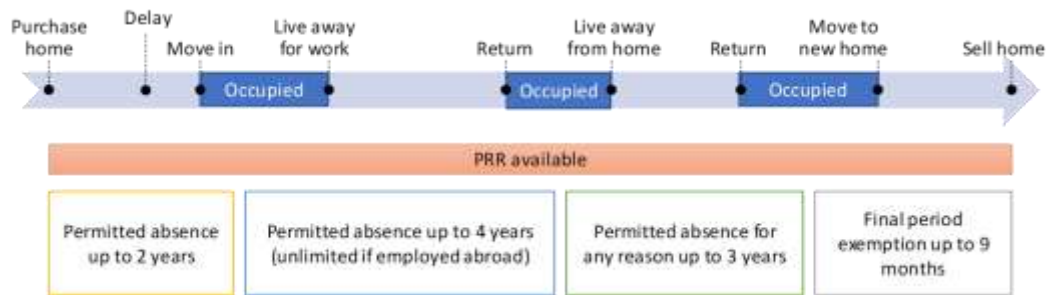 Purchase
home
Delay
Move in
Live away
for work
Return
Live away
from home
Return
Move to
new home
Sell home
Occupied
Occupied
Occupied
PRR available
Permitted absence
up to 2 years
Permitted absence up to 4 years
(unlimited if employed abroad)
Permitted absence for
any reason up to 3 years
Final period
exemption up to 9
months